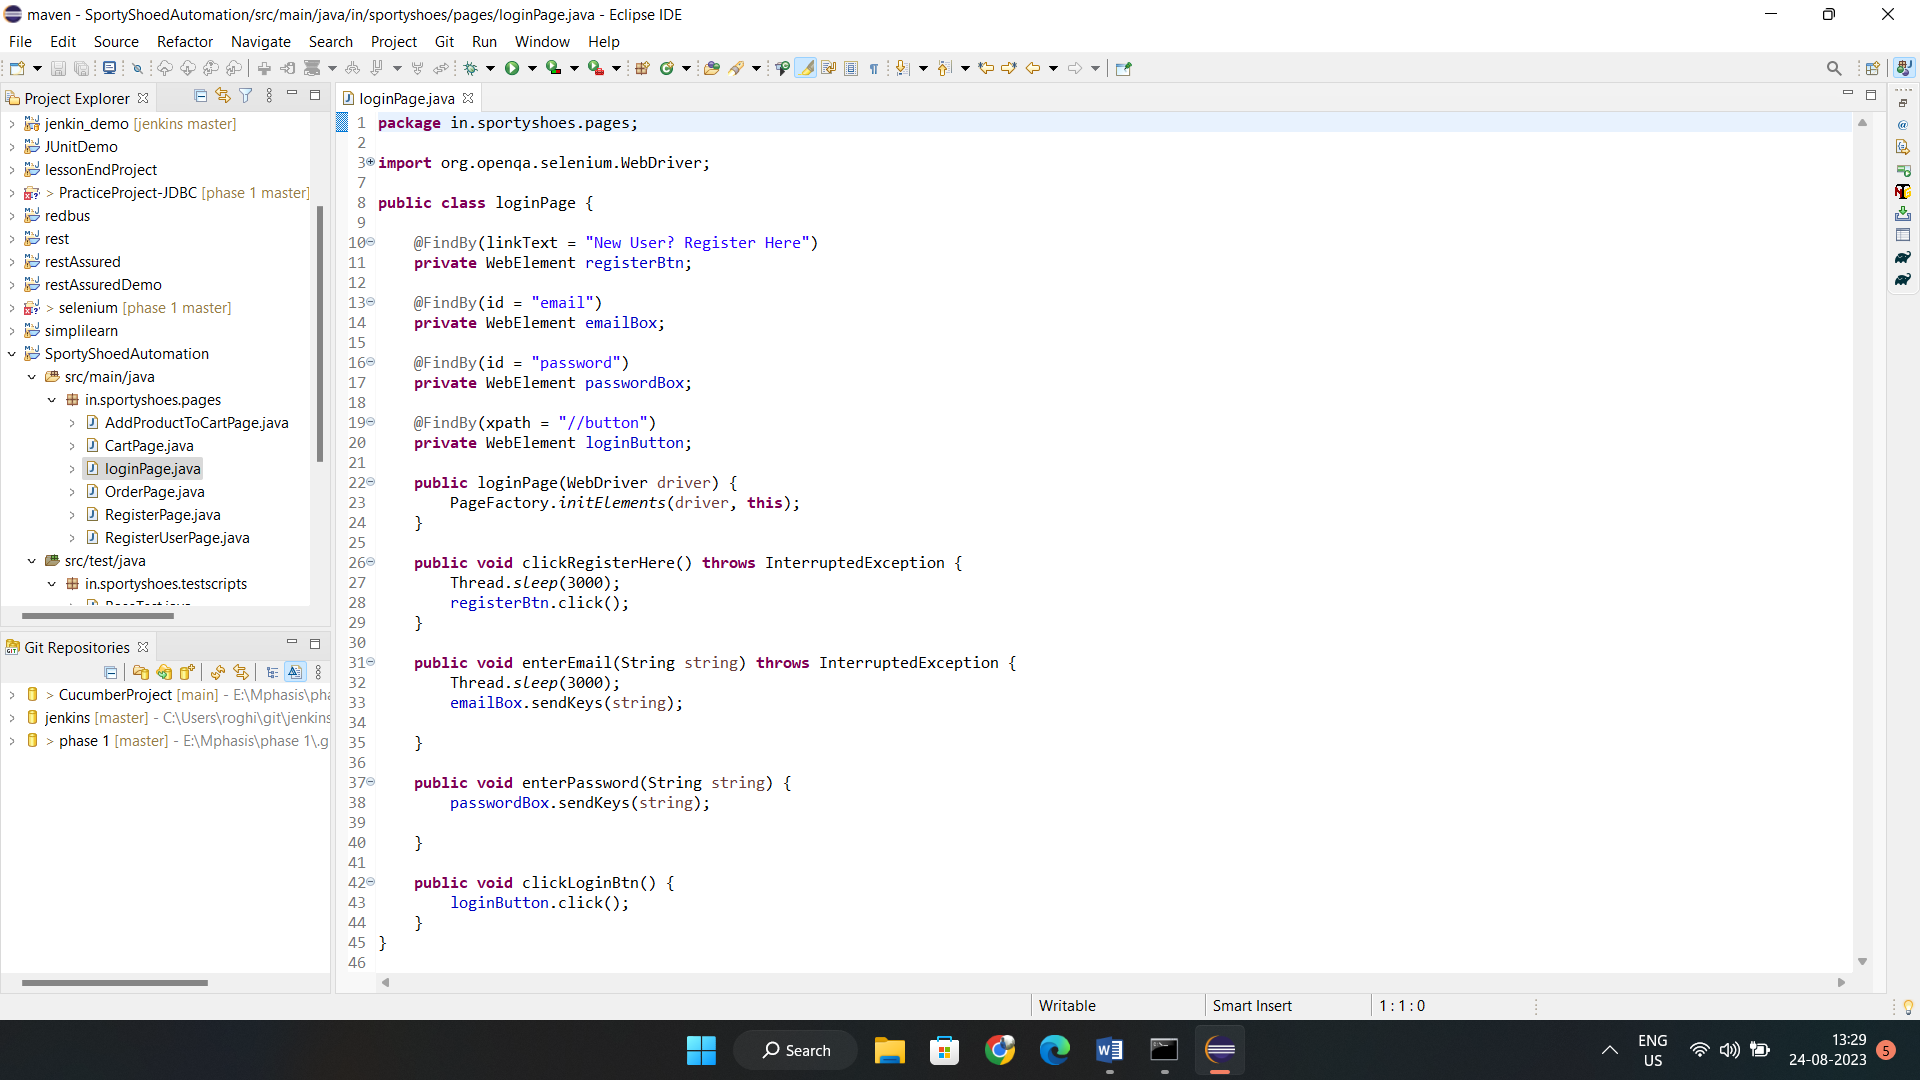 maven - SportyShoedAutomation/src/main/java/in/sportyshoes/pages/loginPage.java - Eclipse IDE
File Edit Source Refactor Navigate Search Project Git Run Window Help
Project Explorer
jenkin_demo [jenkins master]
JUnitDemo
lessonEndProject
> PracticeProject-JDBC [phase 1 master]
redbus
rest
restAssured
restAssuredDemo
> selenium [phase 1 master]
simplilearn
SportyShoedAutomation
src/main/java
in.sportyshoes.pages
AddProductToCartPage.java
CartPage.java
loginPage.java
OrderPage.java
RegisterPage.java
RegisterUserPage.java
src/test/java
in.sportyshoes.testscripts
Git Repositories
> CucumberProject [main] - E:\Mphasis\pha
jenkins [master] - C:\Users\roghi\git\jenkins
> phase 1 [master] - E:\Mphasis\phase 1\.g
loginPage.java
1 package in.sportyshoes.pages;
2
3 import org.openqa.selenium.WebDriver;
7
8 public class loginPage {
9
10 @FindBy(linkText = "New User? Register Here")
11 private WebElement registerBtn;
12
13 @FindBy(id = "email")
14 private WebElement emailBox;
15
16 @FindBy(id = "password")
17 private WebElement passwordBox;
18
19 @FindBy(xpath = "//button")
20 private WebElement loginButton;
21
22 public loginPage(WebDriver driver) {
23 PageFactory.initElements(driver, this);
24 }
25
26 public void clickRegisterHere() throws InterruptedException {
27 Thread.sleep(3000);
28 registerBtn.click();
29 }
30
31 public void enterEmail(String string) throws InterruptedException {
32 Thread.sleep(3000);
33 emailBox.sendKeys(string);
34
35 }
36
37 public void enterPassword(String string) {
38 passwordBox.sendKeys(string);
39
40 }
41
42 public void clickLoginBtn() {
43 loginButton.click();
44 }
45 }
46
Writable Smart Insert 1 : 1 : 0
Search
ENG
US
13:29
24-08-2023
5